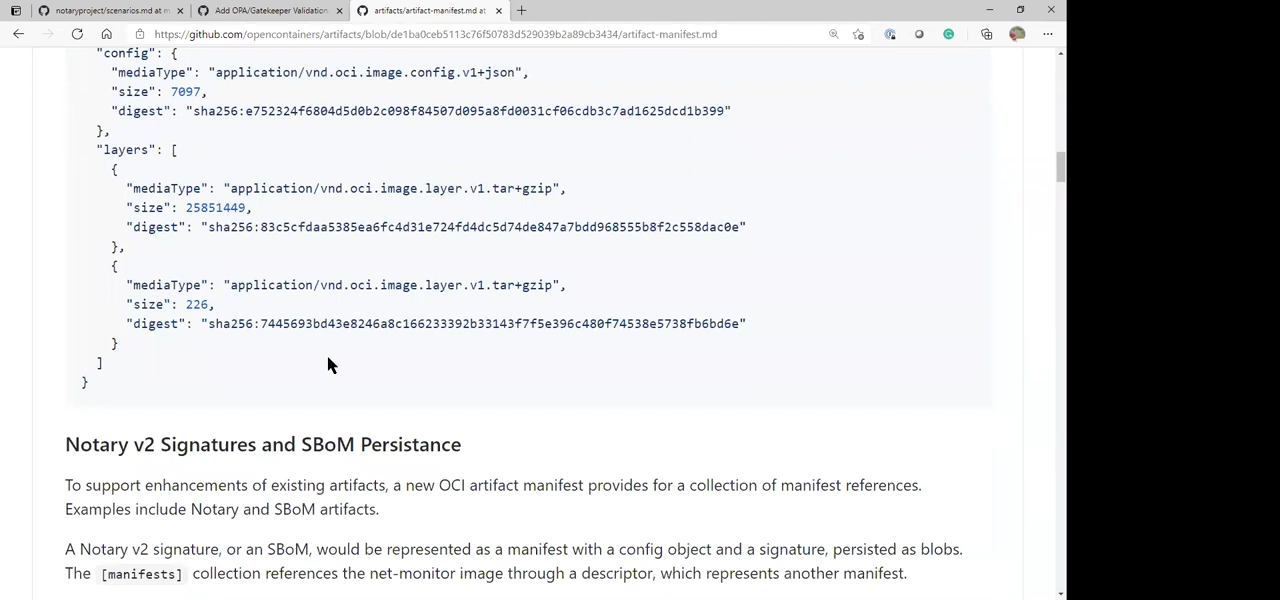 notaryproject/scenarios.md at m
Add OPA/Gatekeeper Validation
artifacts/artifact-manifest.md at
https://github.com/opencontainers/artifacts/blob/de1ba0ceb5113c76f50783d529039b2a89cb3434/artifact-manifest.md
"config": {
"mediaType": "application/vnd.oci.image.config.v1+json",
"size": 7097,
"digest": "sha256:e752324f6804d5d0b2c098f84507d095a8fd0031cf06cdb3c7ad1625dcd1b399"
},
"layers": [
{
"mediaType": "application/vnd.oci.image.layer.v1.tar+gzip",
"size": 25851449,
"digest": "sha256:83c5cfdaa5385ea6fc4d31e724fd4dc5d74de847a7bdd968555b8f2c558dac0e"
},
{
"mediaType": "application/vnd.oci.image.layer.v1.tar+gzip",
"size": 226,
"digest": "sha256:7445693bd43e8246a8c166233392b33143f7f5e396c480f74538e5738fb6bd6e"
}
]
}
Notary v2 Signatures and SBoM Persistance
To support enhancements of existing artifacts, a new OCI artifact manifest provides for a collection of manifest references.
Examples include Notary and SBoM artifacts.
A Notary v2 signature, or an SBoM, would be represented as a manifest with a config object and a signature, persisted as blobs.
The [manifests] collection references the net-monitor image through a descriptor, which represents another manifest.